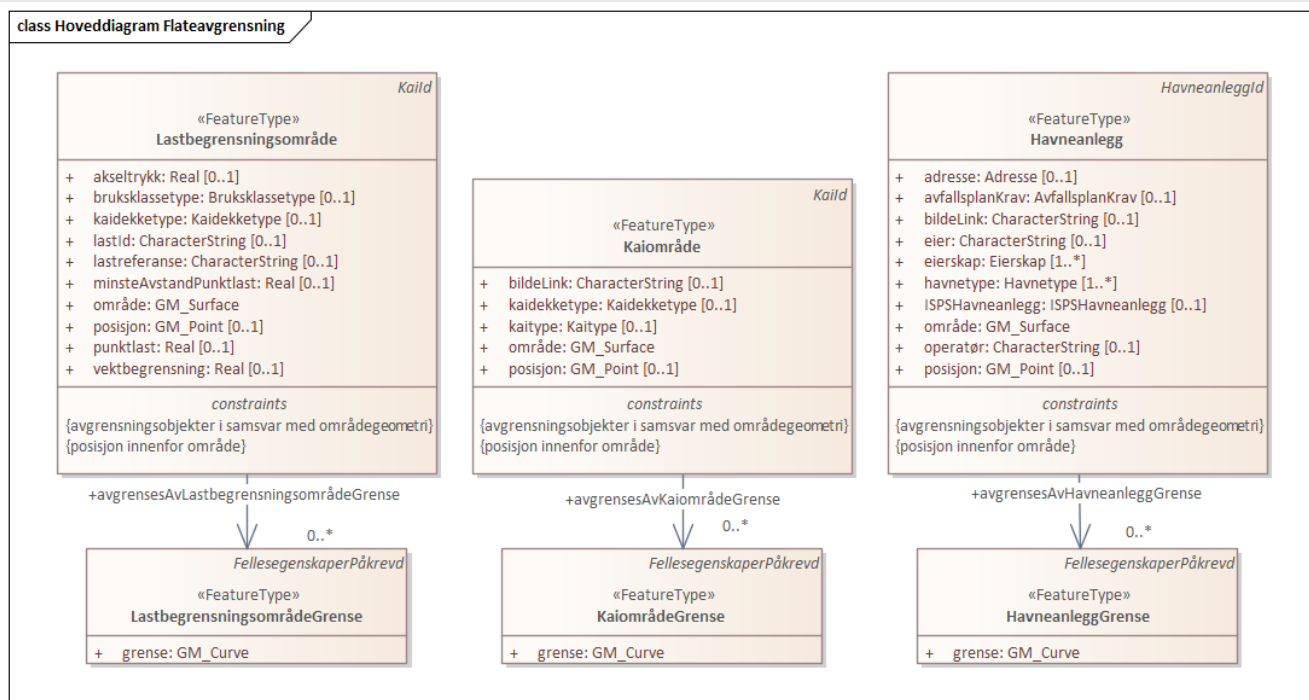 class Hoveddiagram Flateavgrensning
KaiId
«FeatureType»
Lastbegrensningsområde
+ akseltrykk: Real [0..1]
+ bruksklassetype: Bruksklassetype [0..1]
+ kaidekketype: Kaidekketype [0..1]
+ lastId: CharacterString [0..1]
+ lastreferanse: CharacterString [0..1]
+ minsteAvstandPunktlast: Real [0..1]
+ område: GM_Surface
+ posisjon: GM_Point [0..1]
+ punktlast: Real [0..1]
+ vektbegrensning: Real [0..1]
constraints
{avgrensningsobjekter i samsvar med områdegeometri}
{posisjon innenfor område}
+avgrensesAvLastbegrensningsområdeGrense
0..*
FellesegenskaperPåkrevd
«FeatureType»
LastbegrensningsområdeGrense
+ grense: GM_Curve
KaiId
«FeatureType»
Kaiområde
+ bildeLink: CharacterString [0..1]
+ kaidekketype: Kaidekketype [0..1]
+ kaitype: Kaitype [0..1]
+ område: GM_Surface
+ posisjon: GM_Point [0..1]
constraints
{avgrensningsobjekter i samsvar med områdegeometri}
{posisjon innenfor område}
+avgrensesAvKaiområdeGrense
0..*
FellesegenskaperPåkrevd
«FeatureType»
KaiområdeGrense
+ grense: GM_Curve
HavneanleggId
«FeatureType»
Havneanlegg
+ adresse: Adresse [0..1]
+ avfallsplanKrav: AvfallsplanKrav [0..1]
+ bildeLink: CharacterString [0..1]
+ eier: CharacterString [0..1]
+ eierskap: Eierskap [1..*]
+ havnetype: Havnetype [1..*]
+ ISPSHavneanlegg: ISPSHavneanlegg [0..1]
+ område: GM_Surface
+ operatør: CharacterString [0..1]
+ posisjon: GM_Point [0..1]
constraints
{avgrensningsobjekter i samsvar med områdegeometri}
{posisjon innenfor område}
+avgrensesAvHavneanleggGrense
0..*
FellesegenskaperPåkrevd
«FeatureType»
HavneanleggGrense
+ grense: GM_Curve